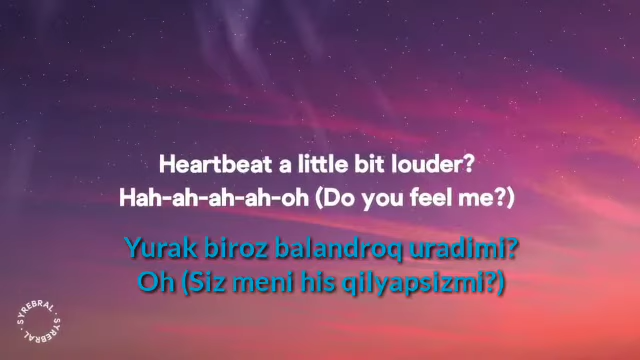 Heartbeat a little bit louder?
Hah-ah-ah-ah-oh (Do you feel me?)
Yurak biroz balandroq uradimi?
Oh (Siz meni his qilyapsizmi?)
SYREBRAL · SYREBRAL ·